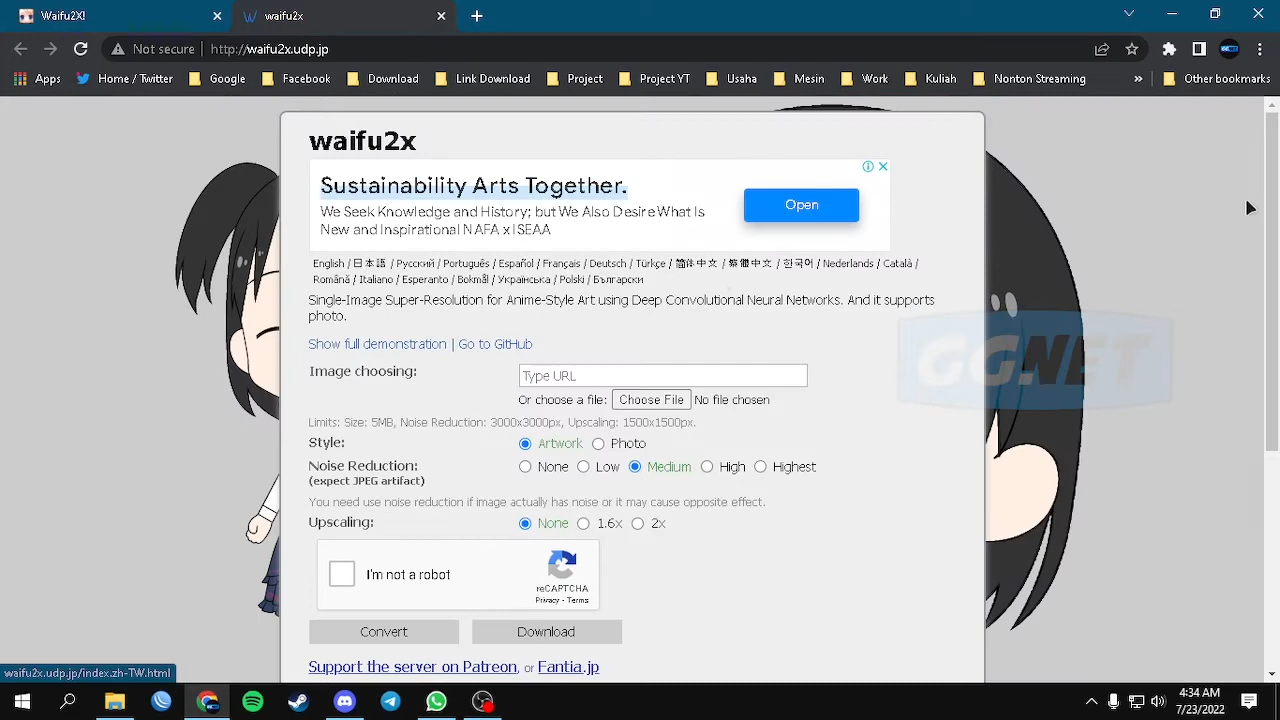 Waifu2X!
waifu2x
Not secure
http://waifu2x.udp.jp
Apps
Home / Twitter
Google
Facebook
Download
Link Download
Project
Project YT
Usaha
Mesin
Work
Kuliah
Nonton Streaming
»
Other bookmarks
waifu2x
Sustainability Arts Together.
We Seek Knowledge and History; but We Also Desire What Is
New and Inspirational NAFA x ISEAA
Open
English / 日本語 / Русский / Português / Español / Français / Deutsch / Türkçe / 简体中文 / 繁體中文 / 한국어 / Nederlands / Català /
Română / Italiano / Esperanto / Bokmål / Українська / Polski / Български
Single-Image Super-Resolution for Anime-Style Art using Deep Convolutional Neural Networks. And it supports
photo.
Show full demonstration | Go to GitHub
GG.NET
Image choosing:
Type URL
Or choose a file: Choose File No file chosen
Limits: Size: 5MB, Noise Reduction: 3000x3000px, Upscaling: 1500x1500px.
Style:
Artwork
Photo
Noise Reduction:
(expect JPEG artifact)
None
Low
Medium
High
Highest
You need use noise reduction if image actually has noise or it may cause opposite effect.
Upscaling:
None
1.6x
2x
I'm not a robot
reCAPTCHA
Privacy - Terms
Convert
Download
Support the server on Patreon, or Fantia.jp
waifu2x.udp.jp/index.zh-TW.html
4:34 AM
7/23/2022